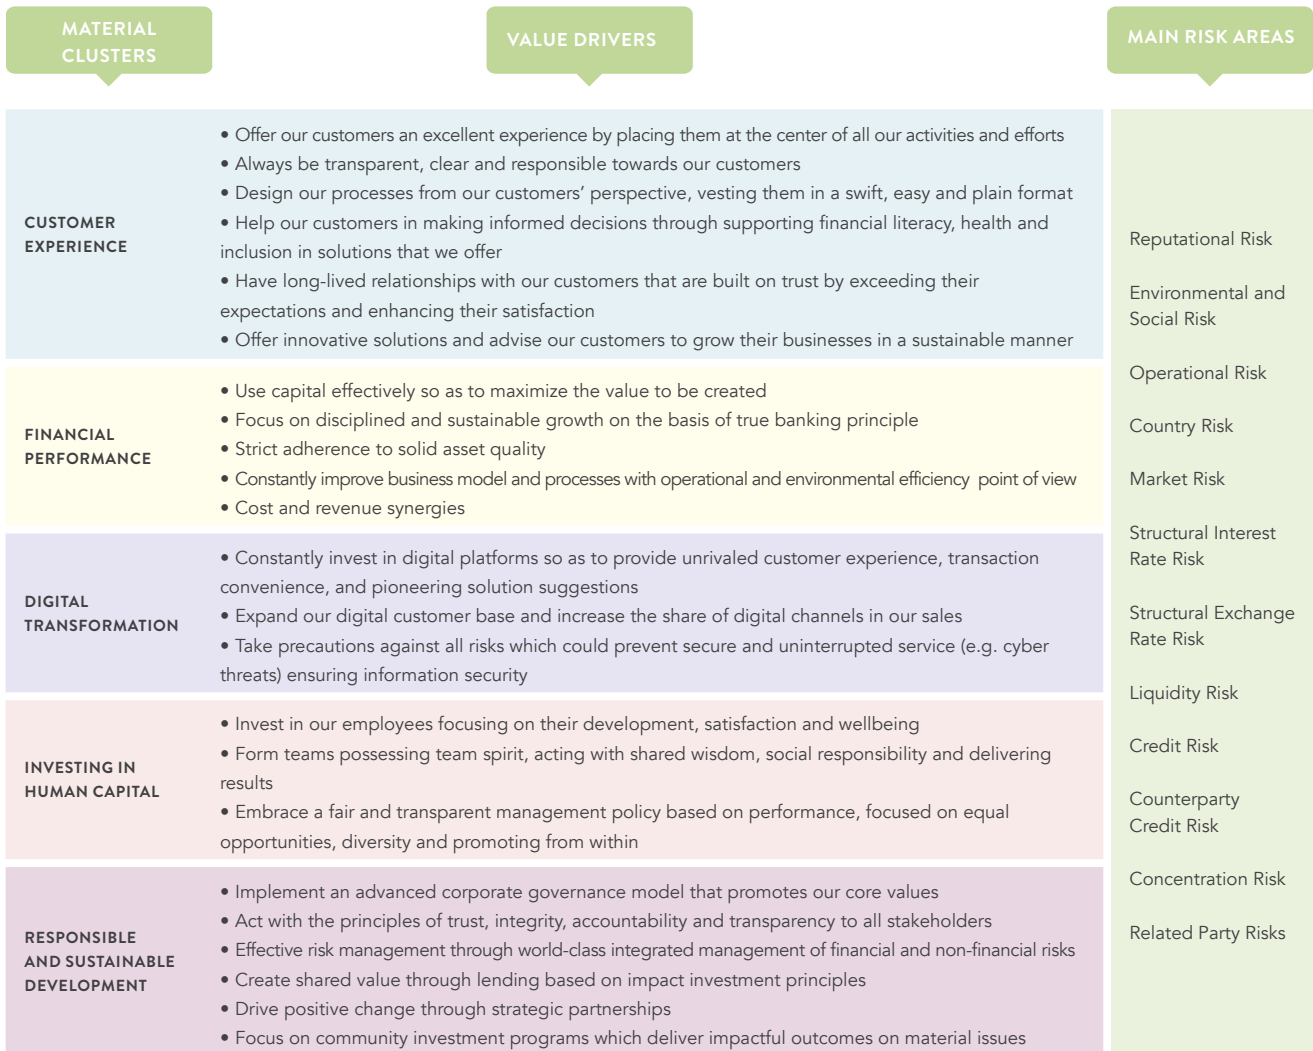 MATERIAL
CLUSTERS
VALUE DRIVERS
MAIN RISK AREAS
CUSTOMER
EXPERIENCE
• Offer our customers an excellent experience by placing them at the center of all our activities and efforts
• Always be transparent, clear and responsible towards our customers
• Design our processes from our customers’ perspective, vesting them in a swift, easy and plain format
• Help our customers in making informed decisions through supporting financial literacy, health and
inclusion in solutions that we offer
• Have long-lived relationships with our customers that are built on trust by exceeding their
expectations and enhancing their satisfaction
• Offer innovative solutions and advise our customers to grow their businesses in a sustainable manner
FINANCIAL
PERFORMANCE
• Use capital effectively so as to maximize the value to be created
• Focus on disciplined and sustainable growth on the basis of true banking principle
• Strict adherence to solid asset quality
• Constantly improve business model and processes with operational and environmental efficiency point of view
• Cost and revenue synergies
DIGITAL
TRANSFORMATION
• Constantly invest in digital platforms so as to provide unrivaled customer experience, transaction
convenience, and pioneering solution suggestions
• Expand our digital customer base and increase the share of digital channels in our sales
• Take precautions against all risks which could prevent secure and uninterrupted service (e.g. cyber
threats) ensuring information security
INVESTING IN
HUMAN CAPITAL
• Invest in our employees focusing on their development, satisfaction and wellbeing
• Form teams possessing team spirit, acting with shared wisdom, social responsibility and delivering
results
• Embrace a fair and transparent management policy based on performance, focused on equal
opportunities, diversity and promoting from within
RESPONSIBLE
AND SUSTAINABLE
DEVELOPMENT
• Implement an advanced corporate governance model that promotes our core values
• Act with the principles of trust, integrity, accountability and transparency to all stakeholders
• Effective risk management through world-class integrated management of financial and non-financial risks
• Create shared value through lending based on impact investment principles
• Drive positive change through strategic partnerships
• Focus on community investment programs which deliver impactful outcomes on material issues
Reputational Risk
Environmental and
Social Risk
Operational Risk
Country Risk
Market Risk
Structural Interest
Rate Risk
Structural Exchange
Rate Risk
Liquidity Risk
Credit Risk
Counterparty
Credit Risk
Concentration Risk
Related Party Risks